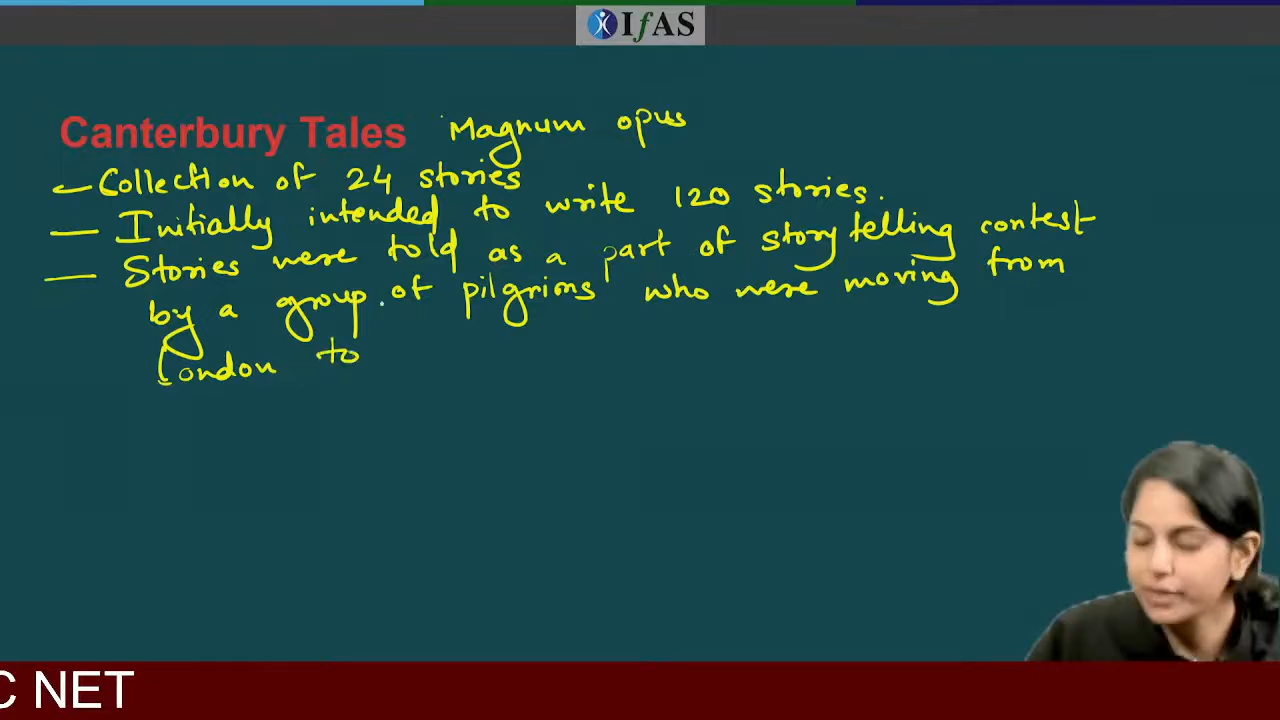 IfAS
Canterbury Tales Magnum opus
— Collection of 24 stories
— Initially intended to write 120 stories.
— Stories were told as a part of story telling contest
by a group of pilgrims who were moving from
London to
C NET